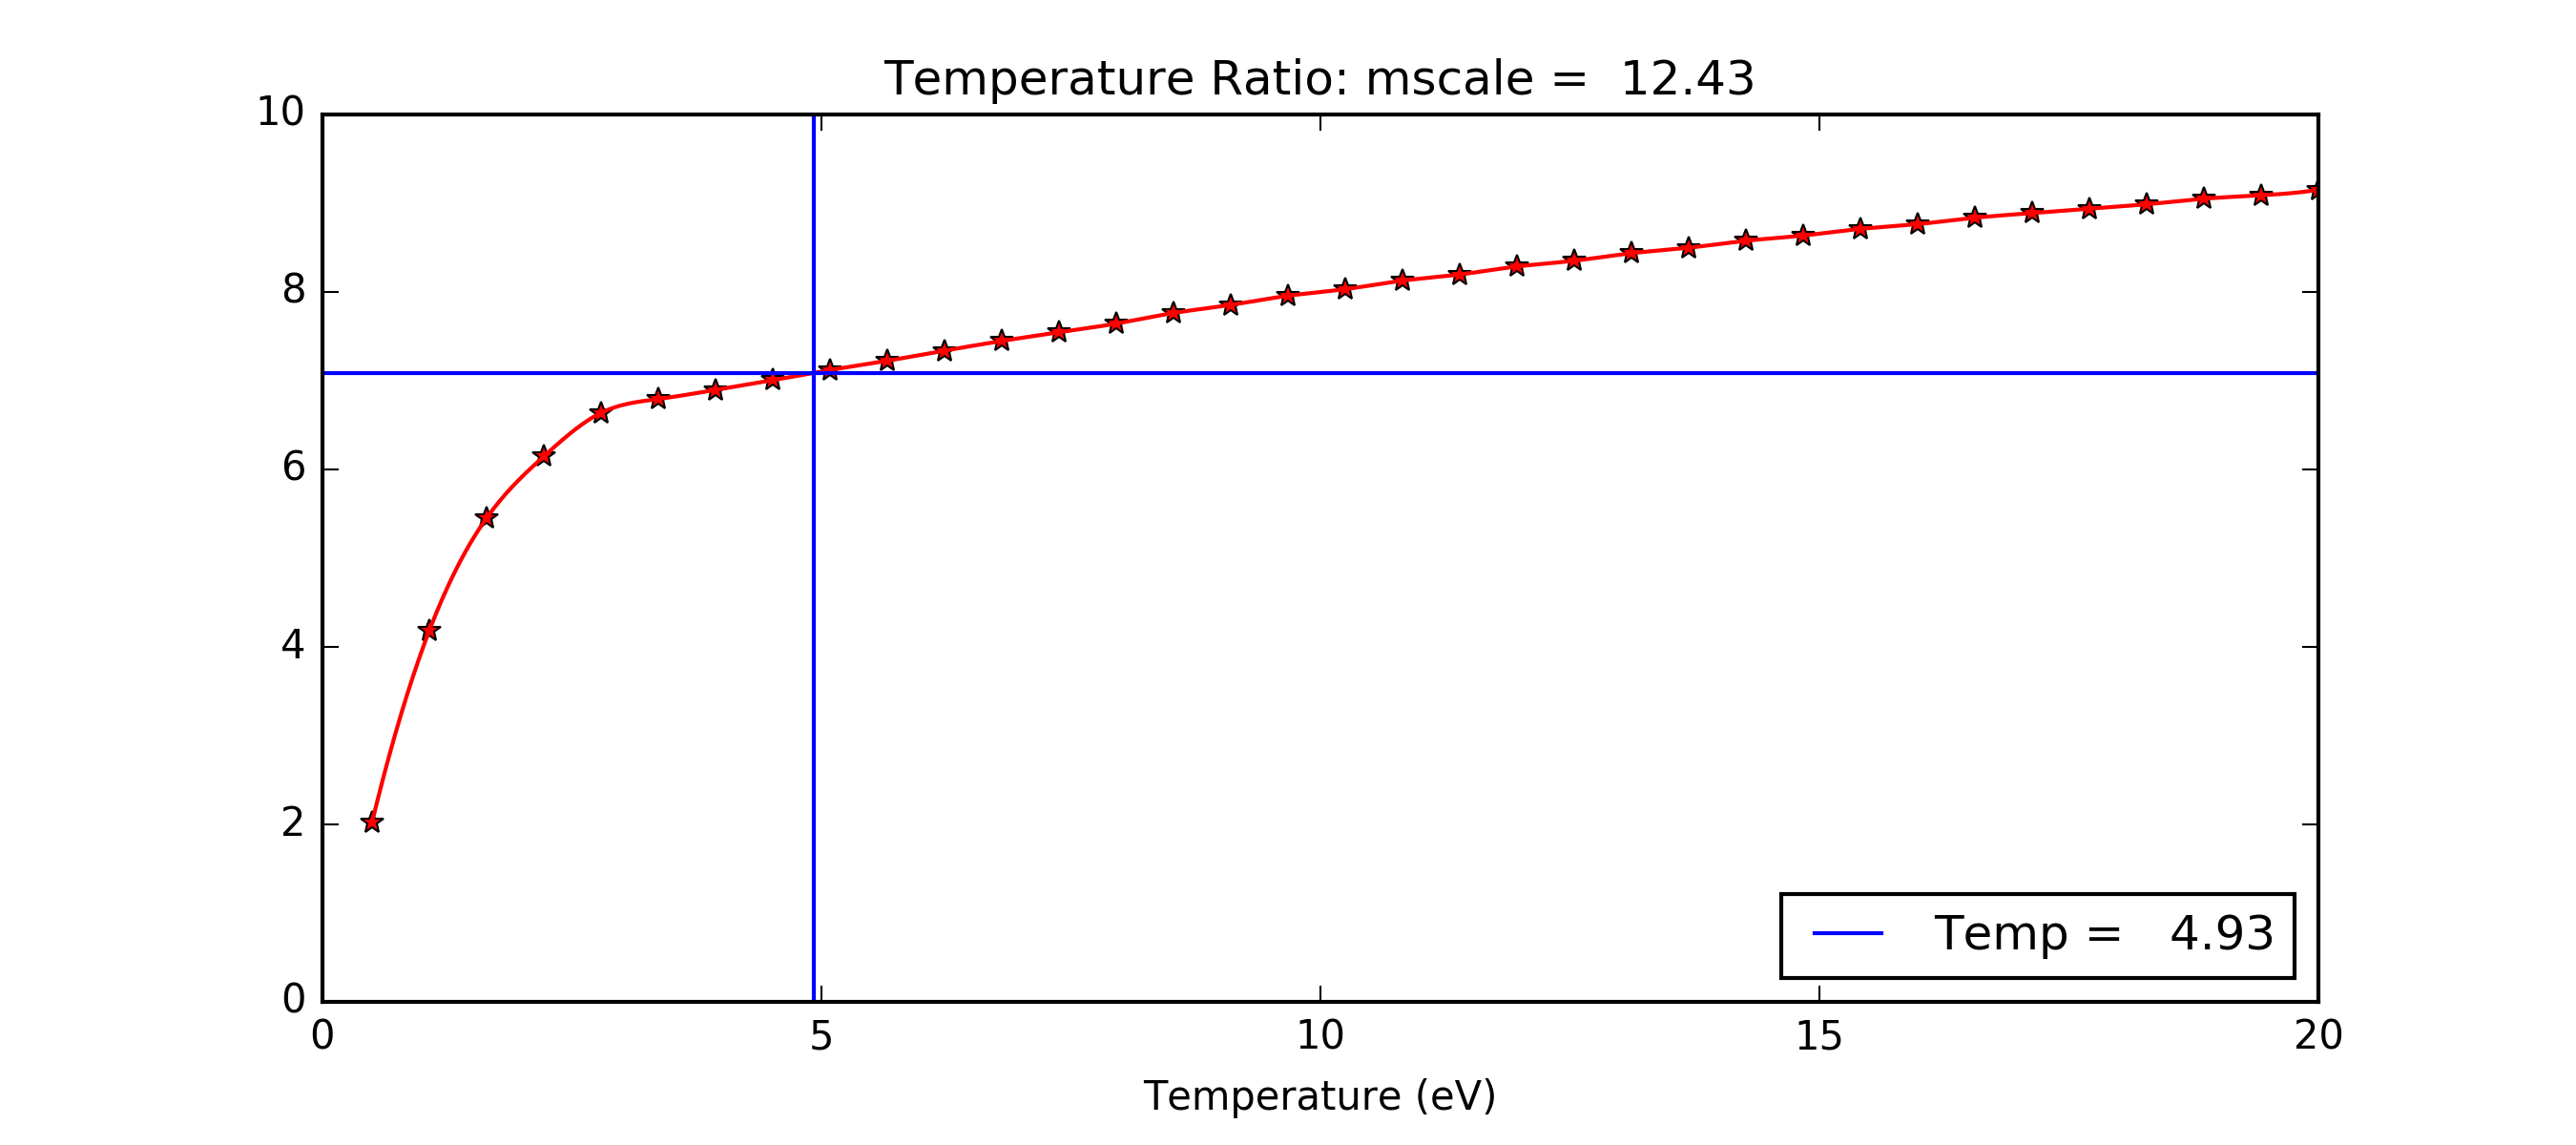 Temperature Ratio: mscale = 12.43
10
8
6
4
2
0
0 5 10 15 20
Temperature (eV)
Temp = 4.93